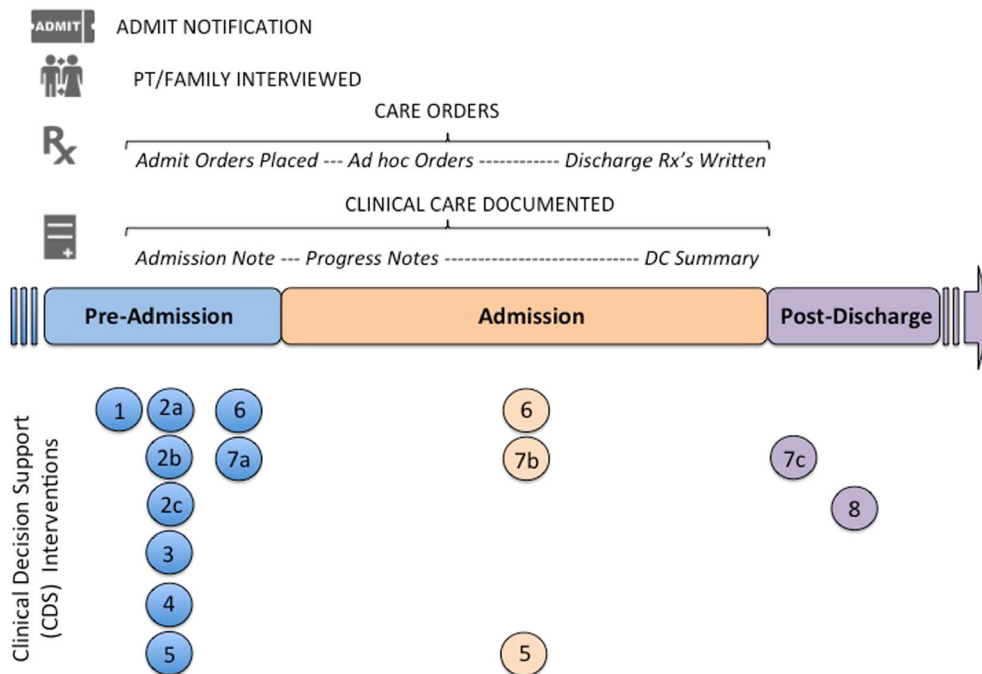 ADMIT ADMIT NOTIFICATION
PT/FAMILY INTERVIEWED
CARE ORDERS
Rx
Admit Orders Placed --- Ad hoc Orders ----------- Discharge Rx's Written
CLINICAL CARE DOCUMENTED
Admission Note --- Progress Notes --------------------------- DC Summary
Pre-Admission Admission Post-Discharge
Clinical Decision Support
(CDS) Interventions
1 2a 6 6
2b 7a 7b 7c
2c 8
3
4
5 5